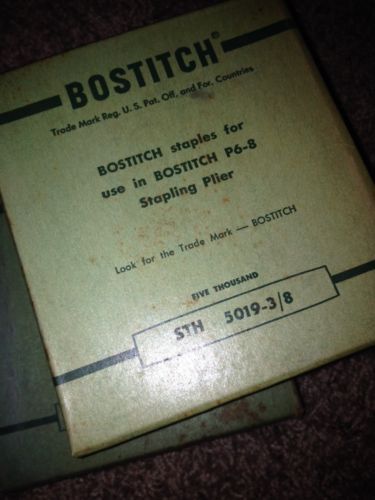 BOSTITCH®
Trade Mark Reg. U. S. Pat. Off. and For. Countries
BOSTITCH staples for
use in BOSTITCH P6-8
Stapling Plier
Look for the Trade Mark — BOSTITCH
FIVE THOUSAND
STH 5019-3/8